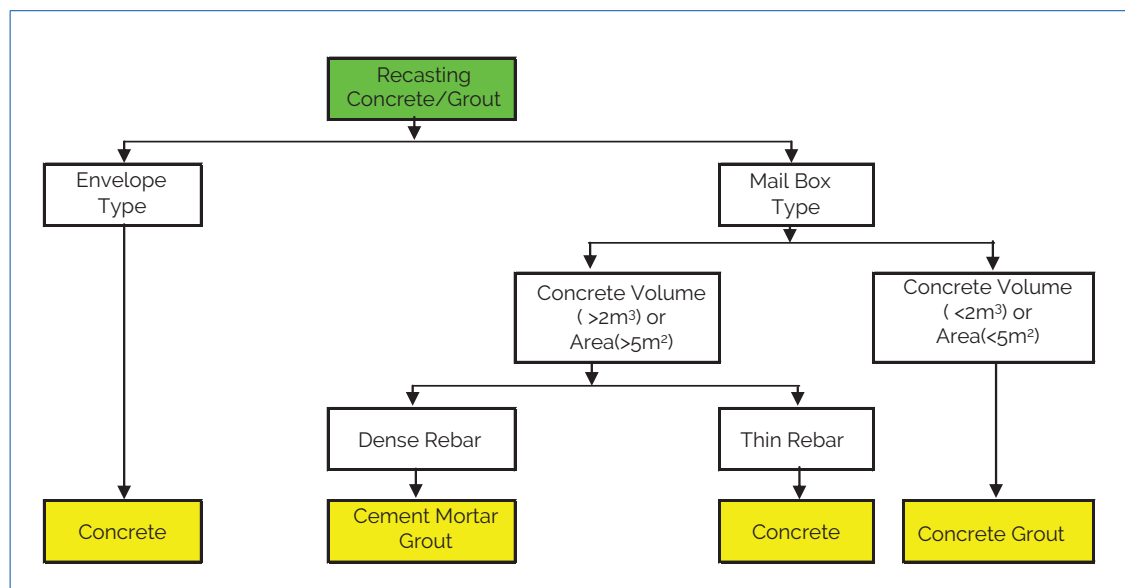 Recasting
Concrete/Grout
Envelope
Type
Mail Box
Type
Concrete Volume
( >2m³) or
Area(>5m²)
Concrete Volume
( <2m³) or
Area(<5m²)
Dense Rebar
Thin Rebar
Concrete
Cement Mortar
Grout
Concrete
Concrete Grout